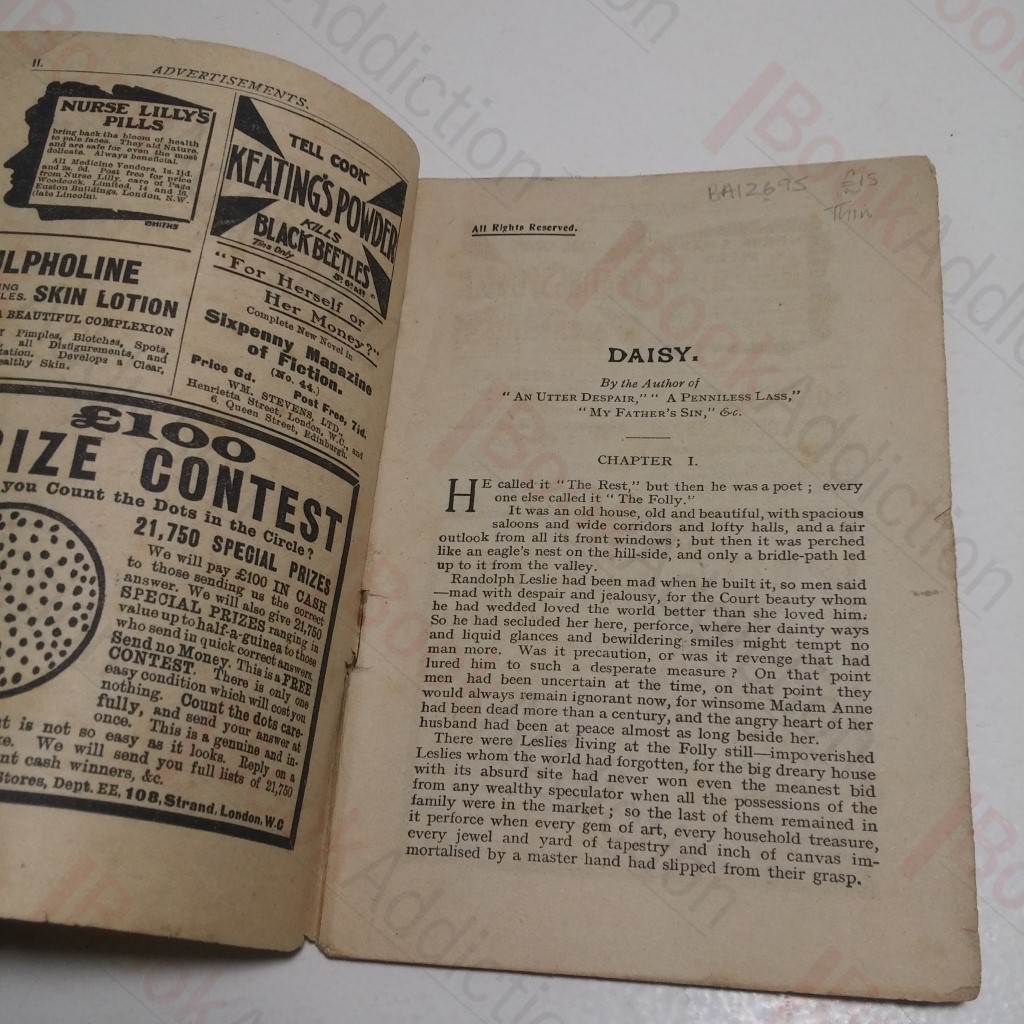 II.
ADVERTISEMENTS.
NURSE LILLY'S
PILLS
bring back the bloom of health
to pale faces. They aid Nature
and are safe for even the most
delicate. Always beneficial.
All Medicine Vendors, 1s. 1½d.
and 2s. 9d. Post free for price
from Nurse Lilly, care of Page
Woodcock, Limited, 14 and 16,
Euston Buildings, London, N.W.
(late Lincoln).
SMITHS
TELL COOK
KEATING'S POWDER
KILLS
BLACK BEETLES
Tins Only
LPHOLINE
SKIN LOTION
A BEAUTIFUL COMPLEXION
Pimples, Blotches, Spots,
all Disfigurements, and
Develops a Clear,
ealthy Skin.
"For Herself or
Her Money?"
Complete New Novel in
Sixpenny Magazine
of Fiction.
(No. 44.)
Price 6d. Post Free, 7½d.
WM. STEVENS, LTD.,
Henrietta Street, London, W.C., and
6, Queen Street, Edinburgh.
£100
RIZE CONTEST
you Count the Dots in the Circle?
21,750 SPECIAL PRIZES
We will pay £100 IN CASH
to those sending us the correct
answer. We will also give 21,750
SPECIAL PRIZES ranging in
value up to half-a-guinea to those
who send in quick correct answers.
Send no Money. This is a FREE
CONTEST. There is only one
easy condition which will cost you
nothing. Count the dots care-
fully, and send your answer at
once. This is a genuine and in-
t is not so easy as it looks. Reply on a
We will send you full lists of 21,750
nt cash winners, &c.
Stores, Dept. EE, 108, Strand, London, W.C
BA12695 £15
Thin
All Rights Reserved.
DAISY.
By the Author of
"AN UTTER DESPAIR," "A PENNILESS LASS,"
"MY FATHER'S SIN," &c.
CHAPTER I.
HE called it "The Rest," but then he was a poet; every
one else called it "The Folly."
It was an old house, old and beautiful, with spacious
saloons and wide corridors and lofty halls, and a fair
outlook from all its front windows; but then it was perched
like an eagle's nest on the hill-side, and only a bridle-path led
up to it from the valley.
Randolph Leslie had been mad when he built it, so men said
—mad with despair and jealousy, for the Court beauty whom
he had wedded loved the world better than she loved him.
So he had secluded her here, perforce, where her dainty ways
and liquid glances and bewildering smiles might tempt no
man more. Was it precaution, or was it revenge that had
lured him to such a desperate measure? On that point
men had been uncertain at the time, on that point they
would always remain ignorant now, for winsome Madam Anne
had been dead more than a century, and the angry heart of her
husband had been at peace almost as long beside her.
There were Leslies living at the Folly still—impoverished
Leslies whom the world had forgotten, for the big dreary house
with its absurd site had never won even the meanest bid
from any wealthy speculator when all the possessions of the
family were in the market; so the last of them remained in
it perforce when every gem of art, every household treasure,
every jewel and yard of tapestry and inch of canvas im-
mortalised by a master hand had slipped from their grasp.